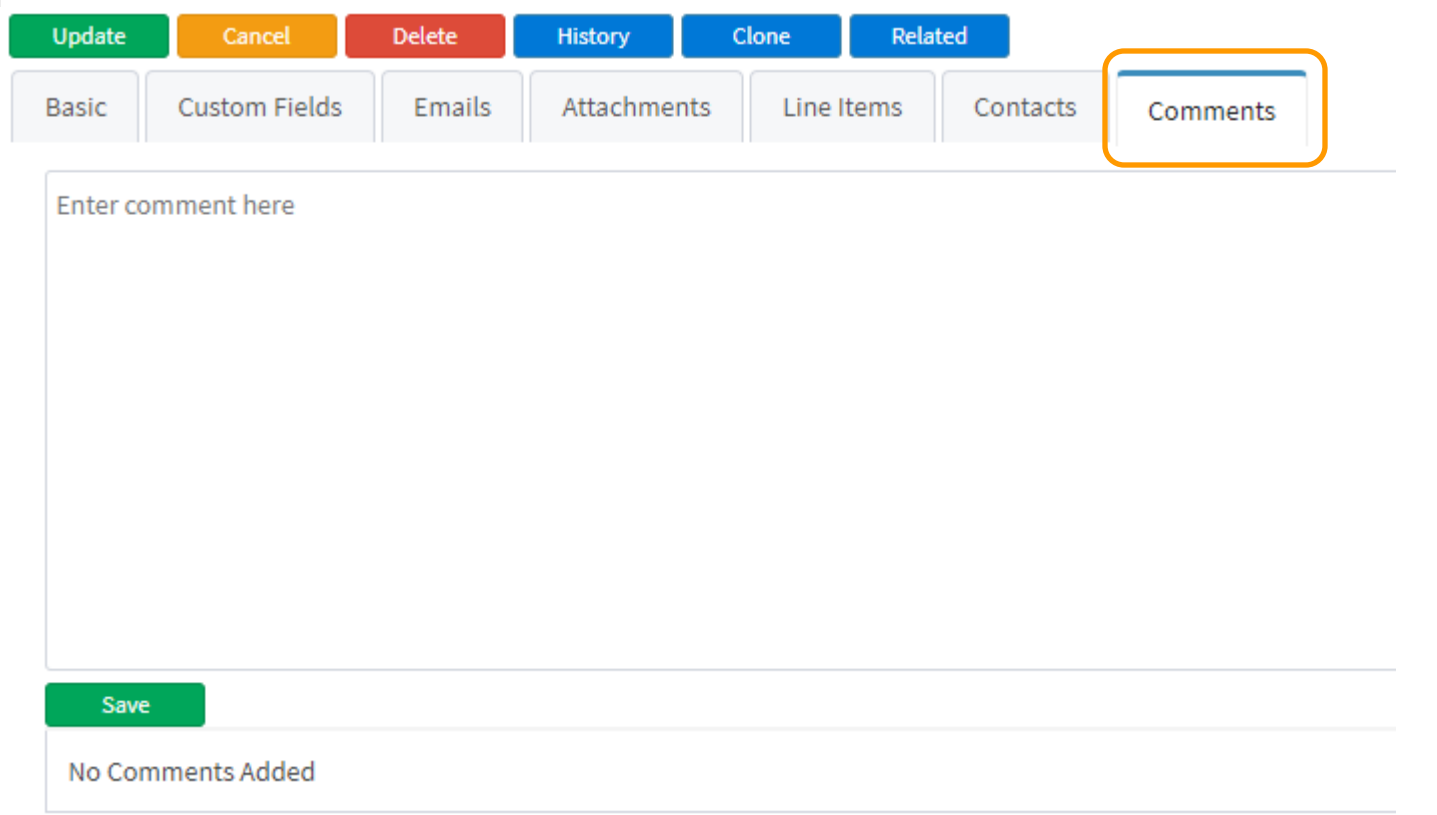 Update Cancel Delete History Clone Related
Basic Custom Fields Emails Attachments Line Items Contacts Comments
Enter comment here
Save
No Comments Added